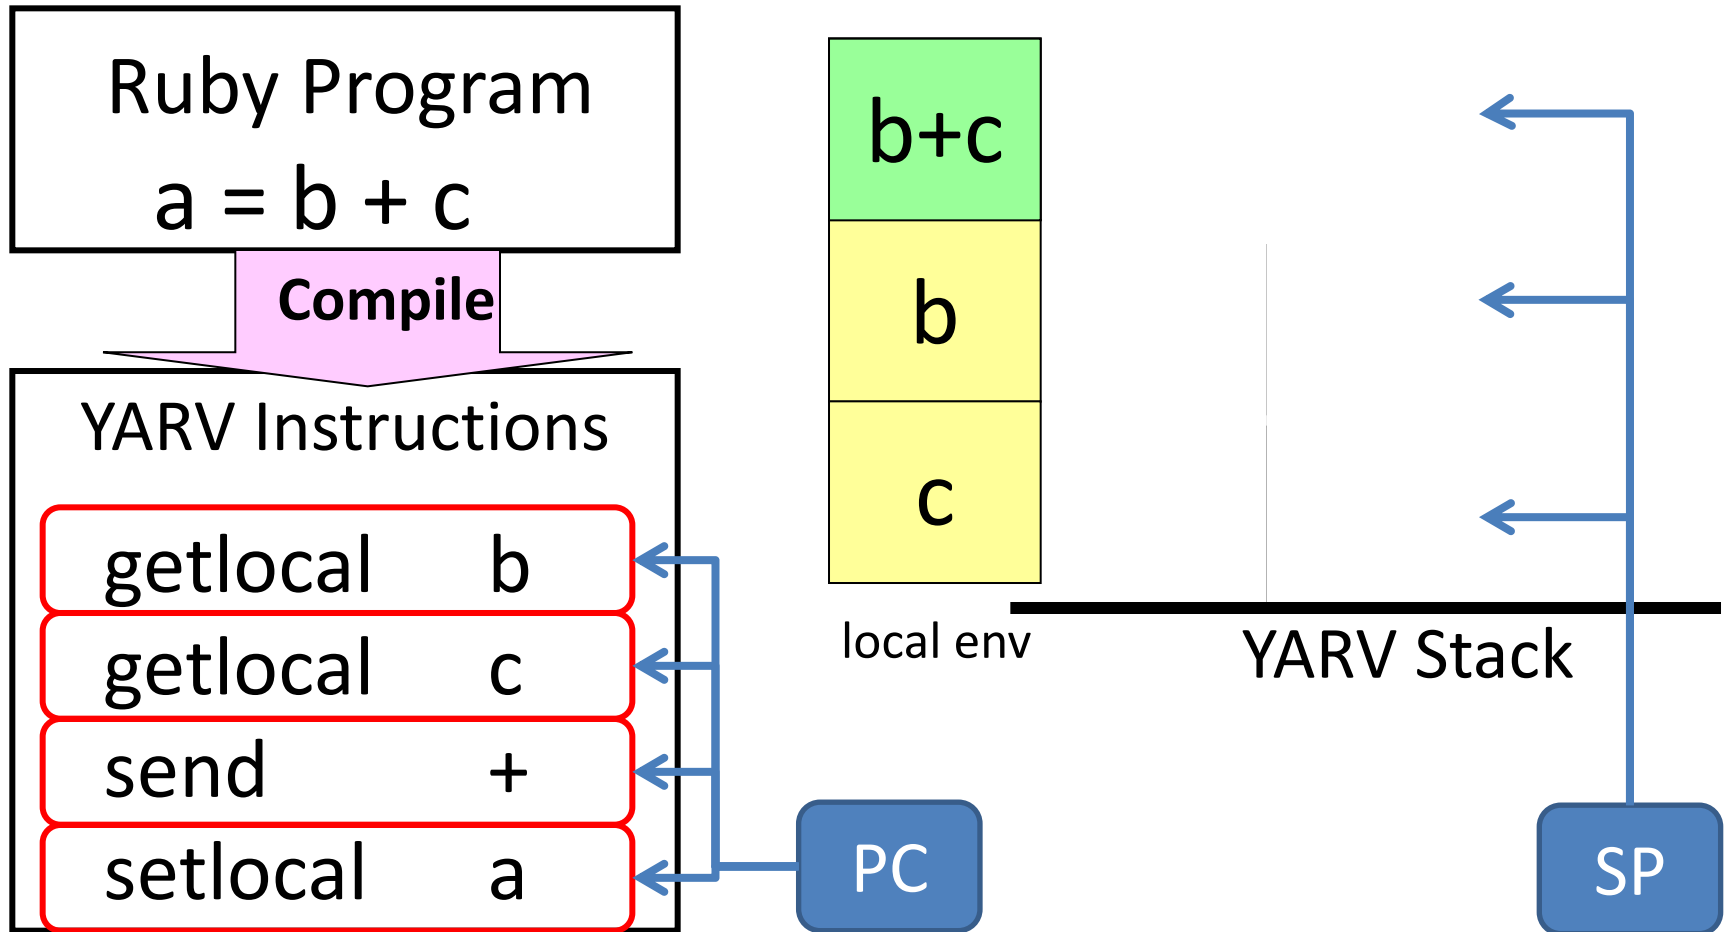 Ruby Program
a = b + c
Compile
YARV Instructions
getlocal b
getlocal c
send +
setlocal a
PC
b+c
b
c
local env
YARV Stack
SP